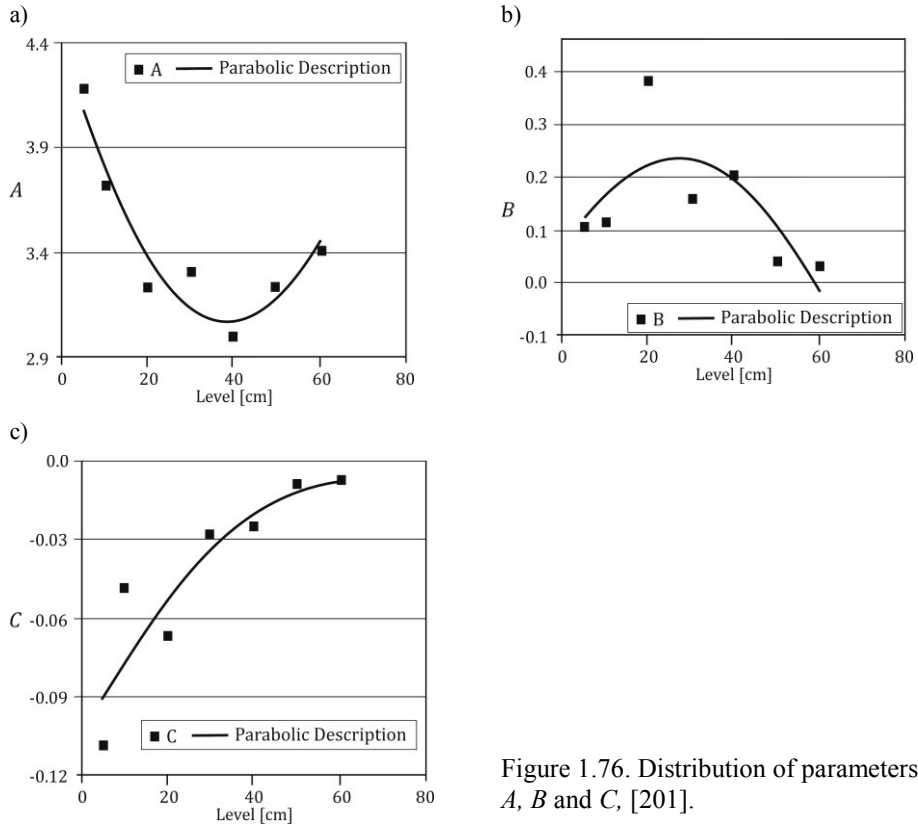 a)
4.4
A Parabolic Description
3.9
A
3.4
2.9
0 20 40 60 80
Level [cm]
b)
0.4
0.3
0.2
B
0.1
0.0
B Parabolic Description
-0.1
0 20 40 60 80
Level [cm]
c)
0.0
-0.03
C
-0.06
-0.09
C Parabolic Description
-0.12
0 20 40 60 80
Level [cm]
Figure 1.76. Distribution of parameters
A, B and C, [201].